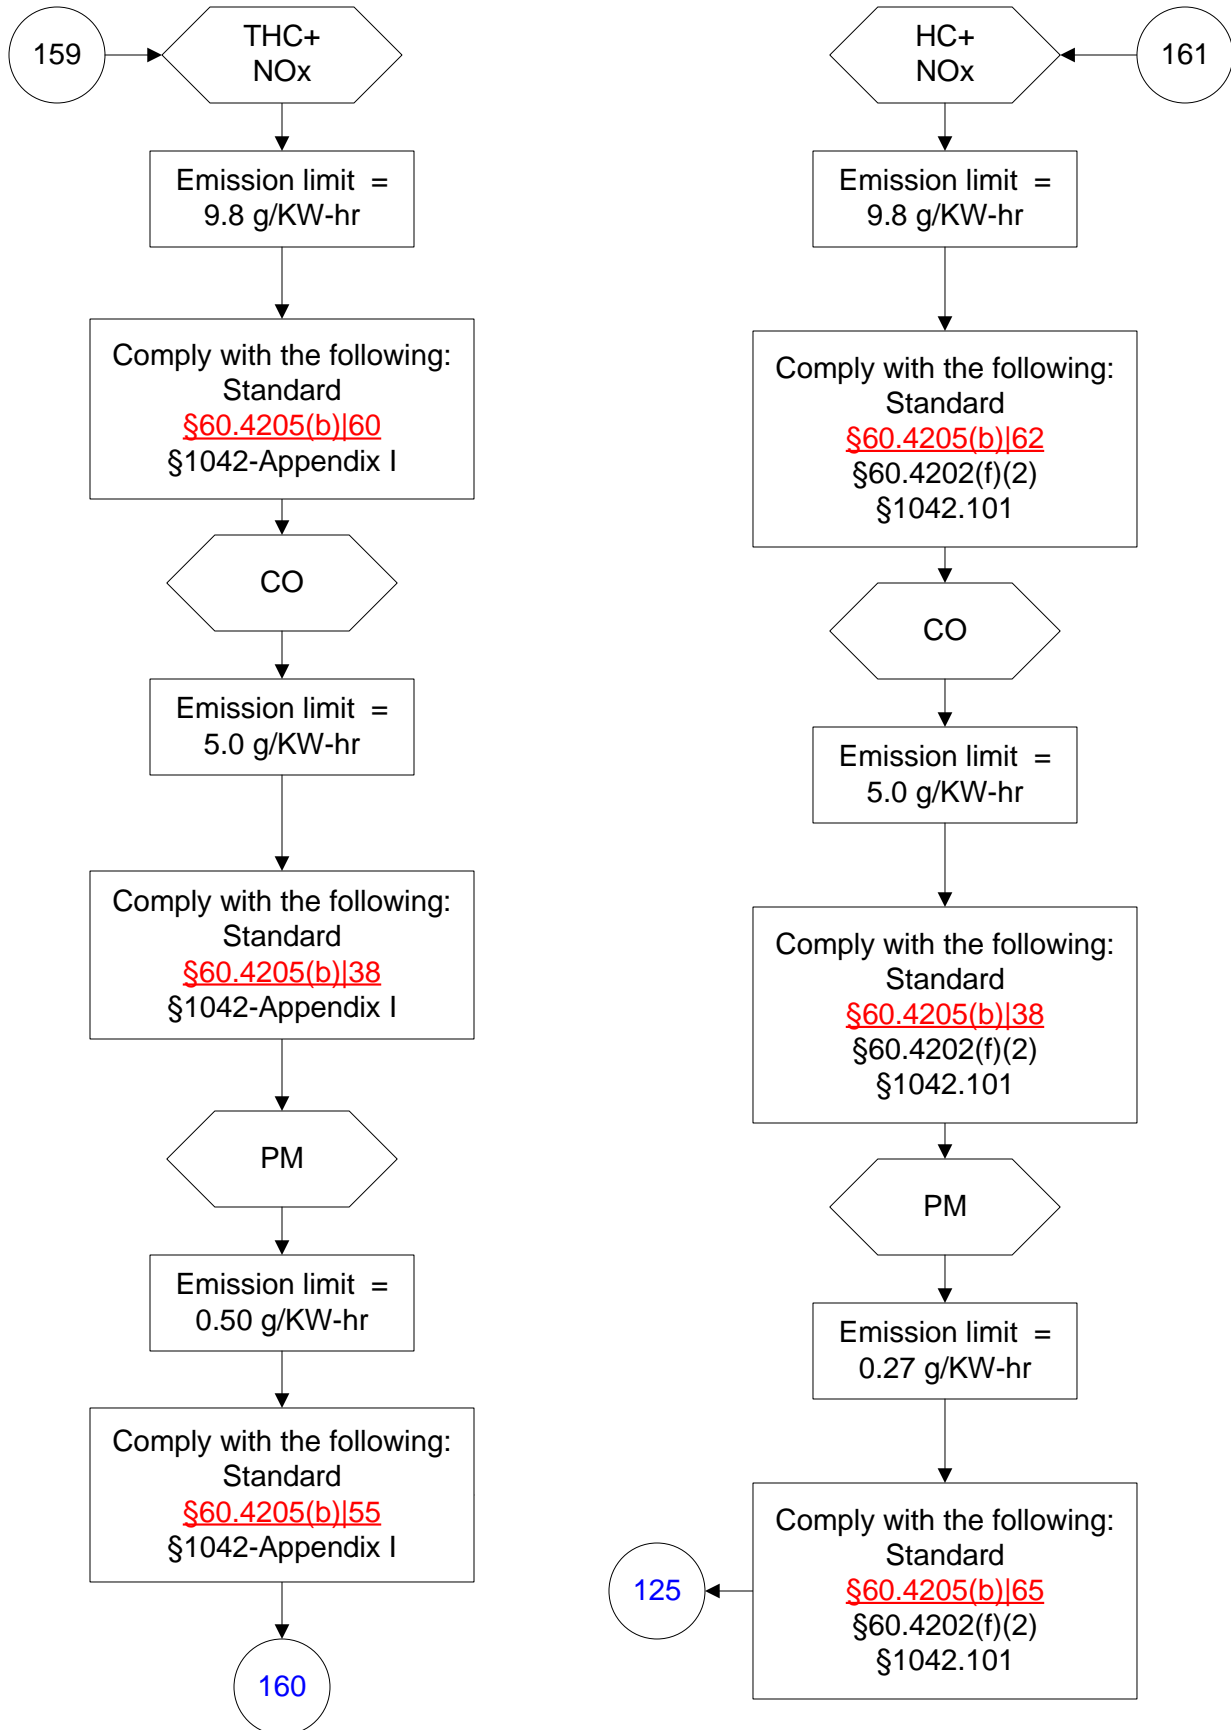 159
THC+
NOx
Emission limit =
9.8 g/KW-hr
Comply with the following:
Standard
§60.4205(b)|60
§1042-Appendix I
CO
Emission limit =
5.0 g/KW-hr
Comply with the following:
Standard
§60.4205(b)|38
§1042-Appendix I
PM
Emission limit =
0.50 g/KW-hr
Comply with the following:
Standard
§60.4205(b)|55
§1042-Appendix I
160
HC+
NOx
161
Emission limit =
9.8 g/KW-hr
Comply with the following:
Standard
§60.4205(b)|62
§60.4202(f)(2)
§1042.101
CO
Emission limit =
5.0 g/KW-hr
Comply with the following:
Standard
§60.4205(b)|38
§60.4202(f)(2)
§1042.101
PM
Emission limit =
0.27 g/KW-hr
Comply with the following:
Standard
§60.4205(b)|65
§60.4202(f)(2)
§1042.101
125